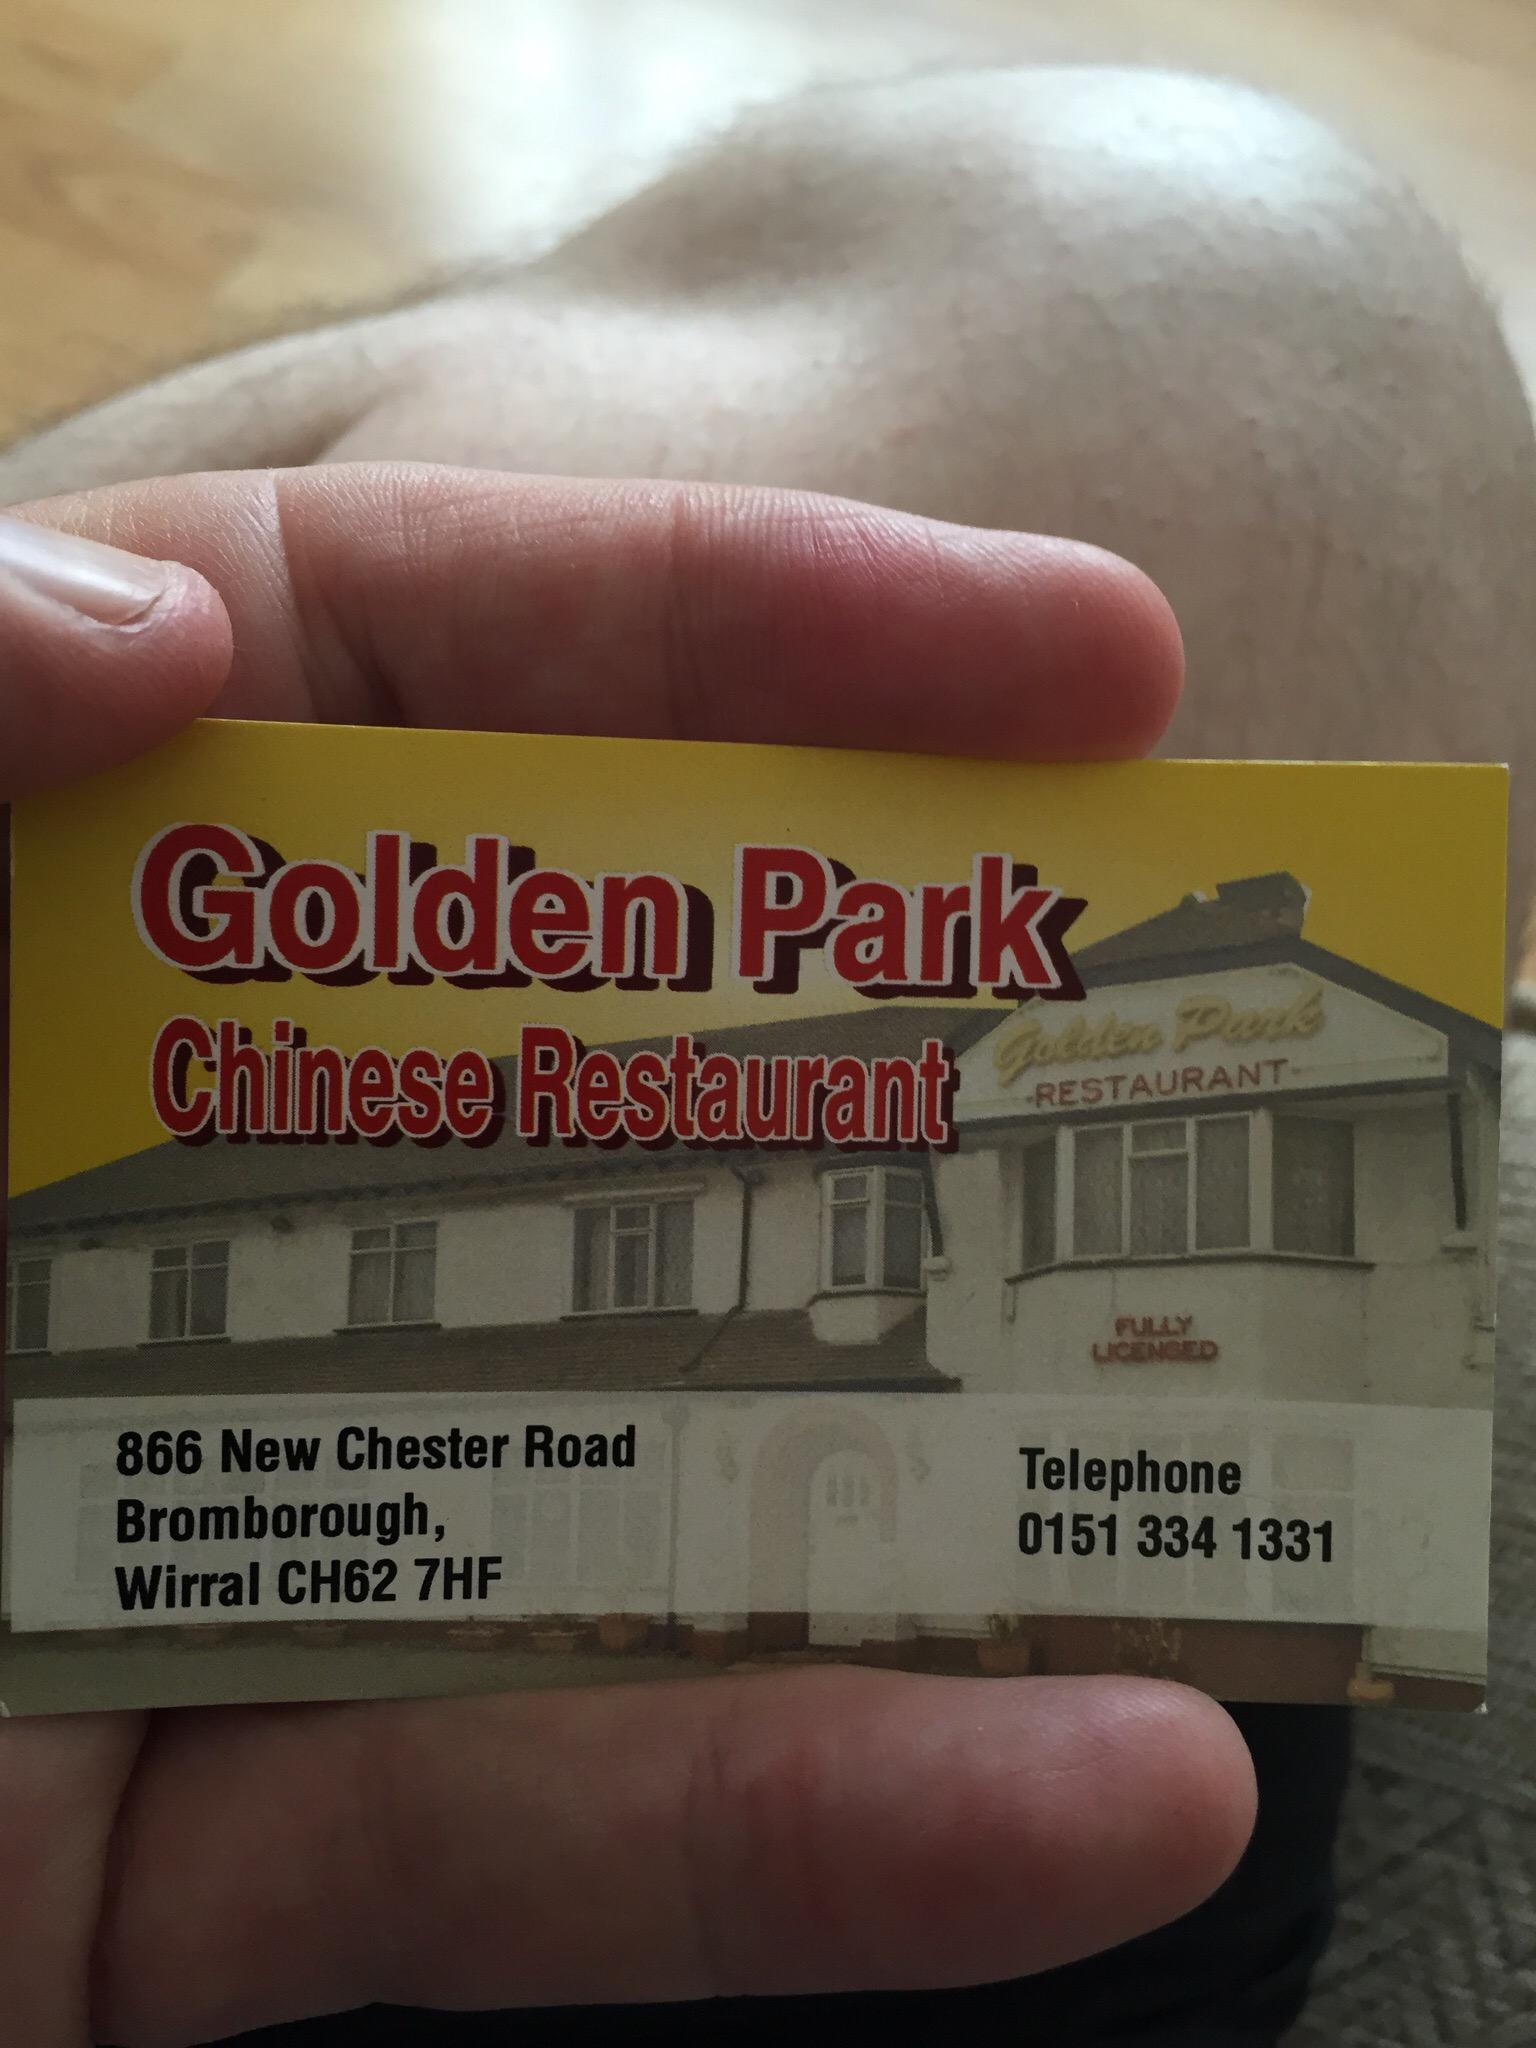 Golden Park
Chinese Restaurant
Golden Park
-RESTAURANT-
FULLY
LICENSED
866 New Chester Road
Bromborough,
Wirral CH62 7HF
Telephone
0151 334 1331